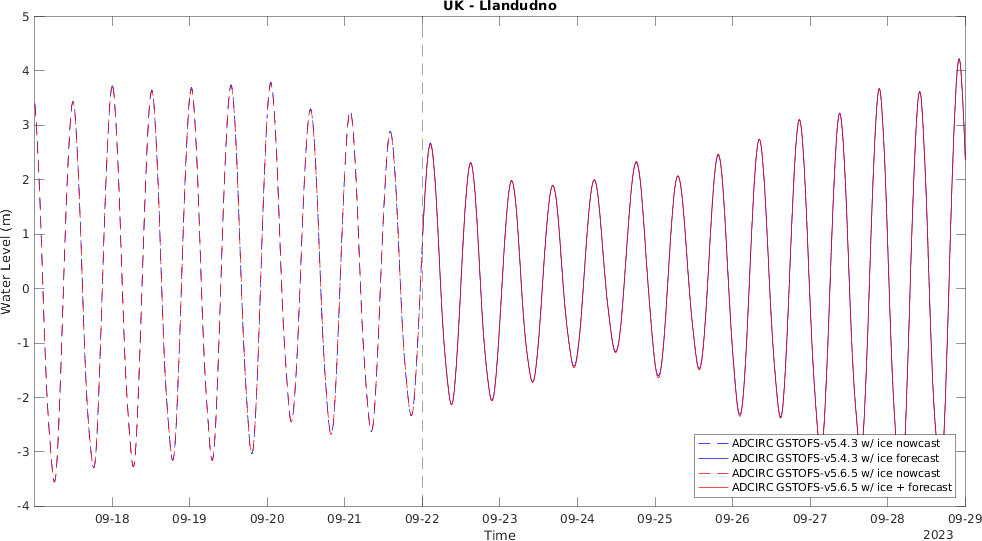 UK - Llandudno
5
4
3
2
1
0
-1
-2
-3
-4
Water Level (m)
ADCIRC GSTOFS-v5.4.3 w/ ice nowcast
ADCIRC GSTOFS-v5.4.3 w/ ice forecast
ADCIRC GSTOFS-v5.6.5 w/ ice nowcast
ADCIRC GSTOFS-v5.6.5 w/ ice + forecast
09-18 09-19 09-20 09-21 09-22 09-23 09-24 09-25 09-26 09-27 09-28 09-29
Time
2023